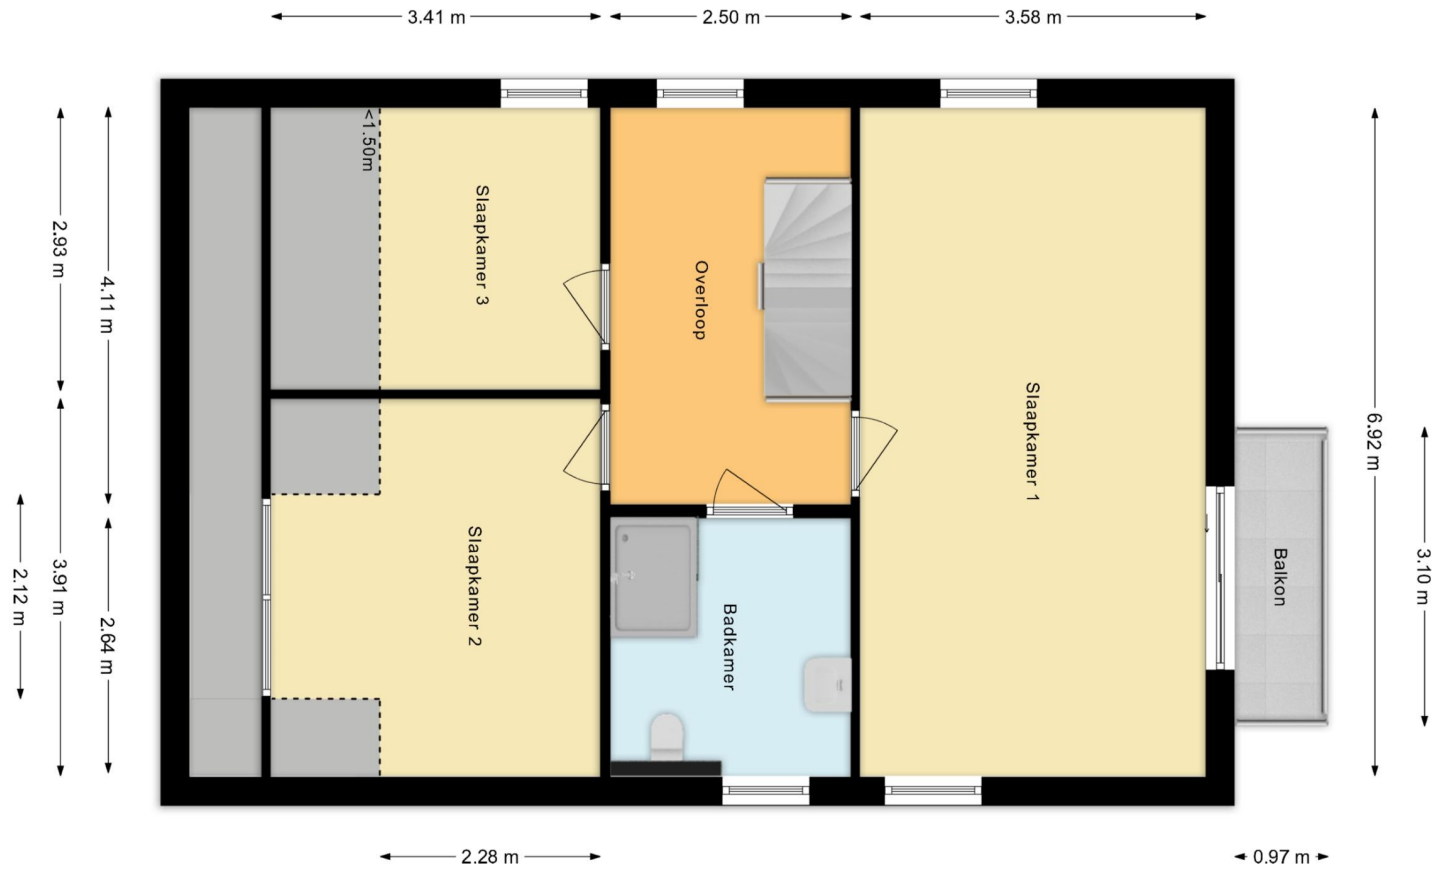 3.41 m
2.50 m
3.58 m
<1.50m
Slaapkamer 3
2.93 m
4.11 m
Overloop
Slaapkamer 1
6.92 m
Slaapkamer 2
2.12 m
3.91 m
2.64 m
Badkamer
Balkon
3.10 m
2.28 m
0.97 m